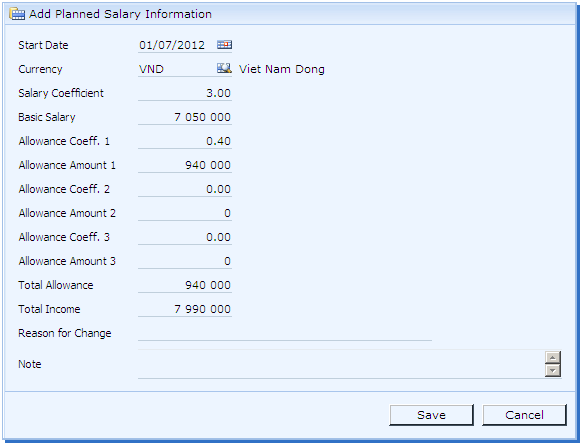 Add Planned Salary Information
Start Date 01/07/2012
Currency VND Viet Nam Dong
Salary Coefficient 3.00
Basic Salary 7 050 000
Allowance Coeff. 1 0.40
Allowance Amount 1 940 000
Allowance Coeff. 2 0.00
Allowance Amount 2 0
Allowance Coeff. 3 0.00
Allowance Amount 3 0
Total Allowance 940 000
Total Income 7 990 000
Reason for Change
Note
Save Cancel